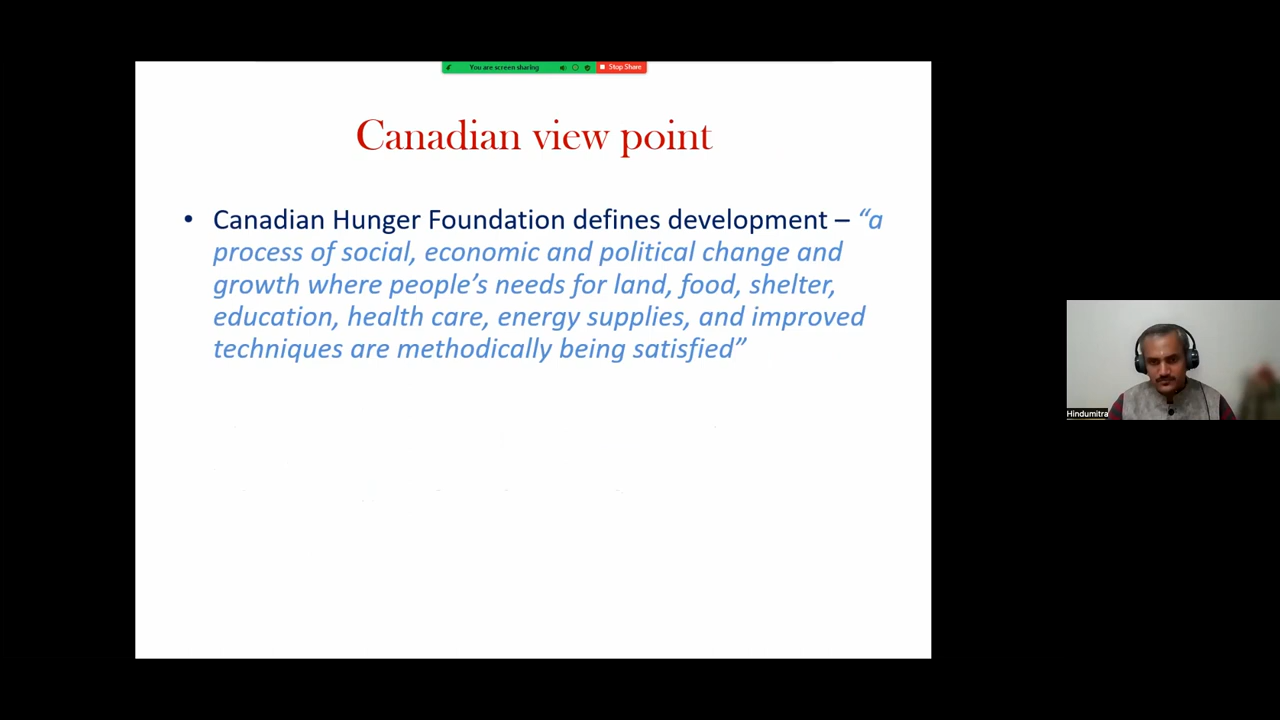 You are screen sharing
Stop Share
Canadian view point
• Canadian Hunger Foundation defines development – “a
process of social, economic and political change and
growth where people’s needs for land, food, shelter,
education, health care, energy supplies, and improved
techniques are methodically being satisfied”
Hindumitra